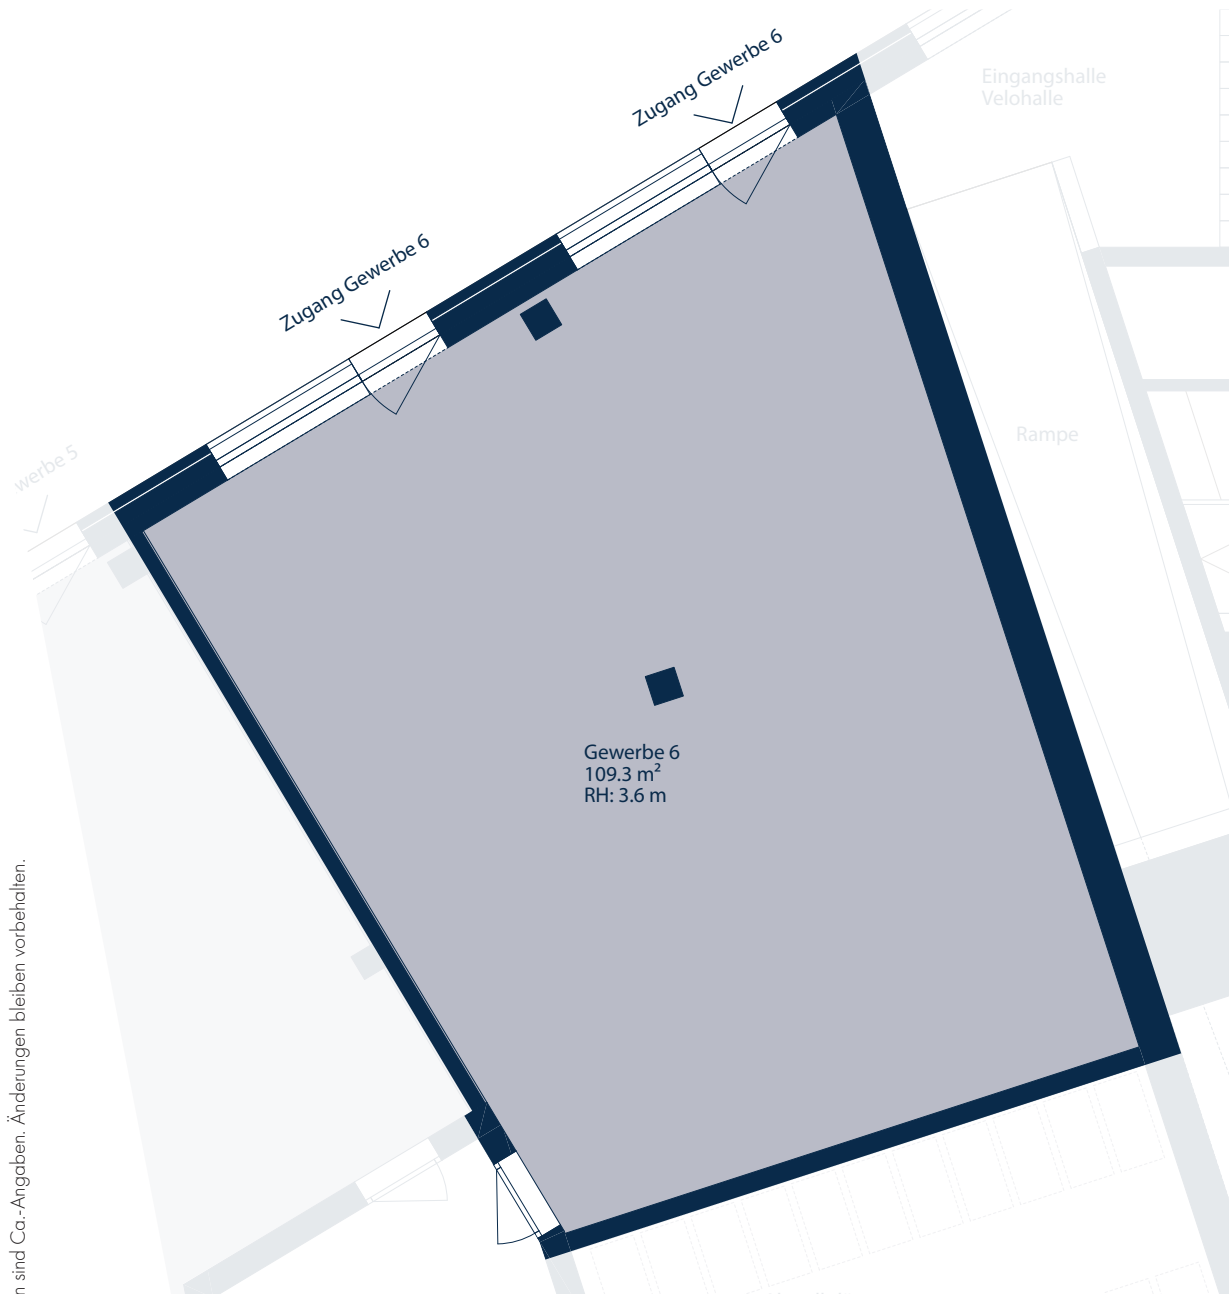 Zugang Gewerbe 6
Eingangshalle
Velohalle
Zugang Gewerbe 6
Rampe
werbe 5
Gewerbe 6
109.3 m²
RH: 3.6 m
n sind Ca.-Angaben. Änderungen bleiben vorbehalten.